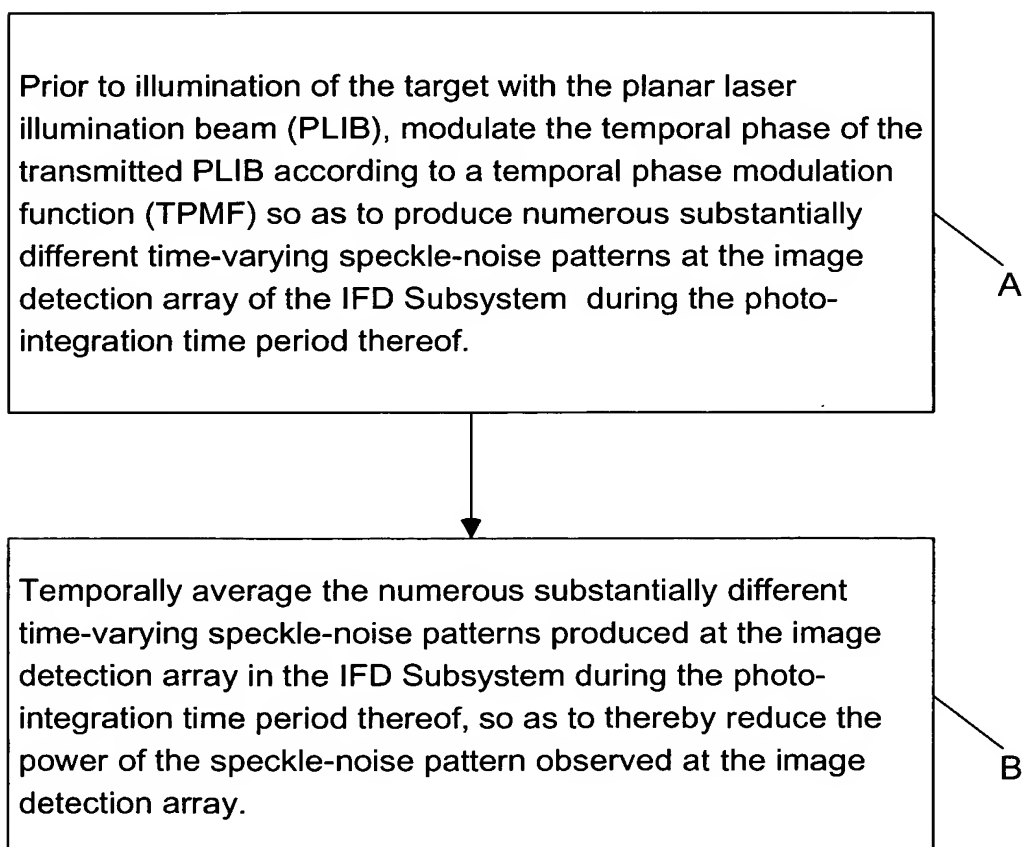 Prior to illumination of the target with the planar laser
illumination beam (PLIB), modulate the temporal phase of the
transmitted PLIB according to a temporal phase modulation
function (TPMF) so as to produce numerous substantially
different time-varying speckle-noise patterns at the image
detection array of the IFD Subsystem during the photo-
integration time period thereof.
A
Temporally average the numerous substantially different
time-varying speckle-noise patterns produced at the image
detection array in the IFD Subsystem during the photo-
integration time period thereof, so as to thereby reduce the
power of the speckle-noise pattern observed at the image
detection array.
B